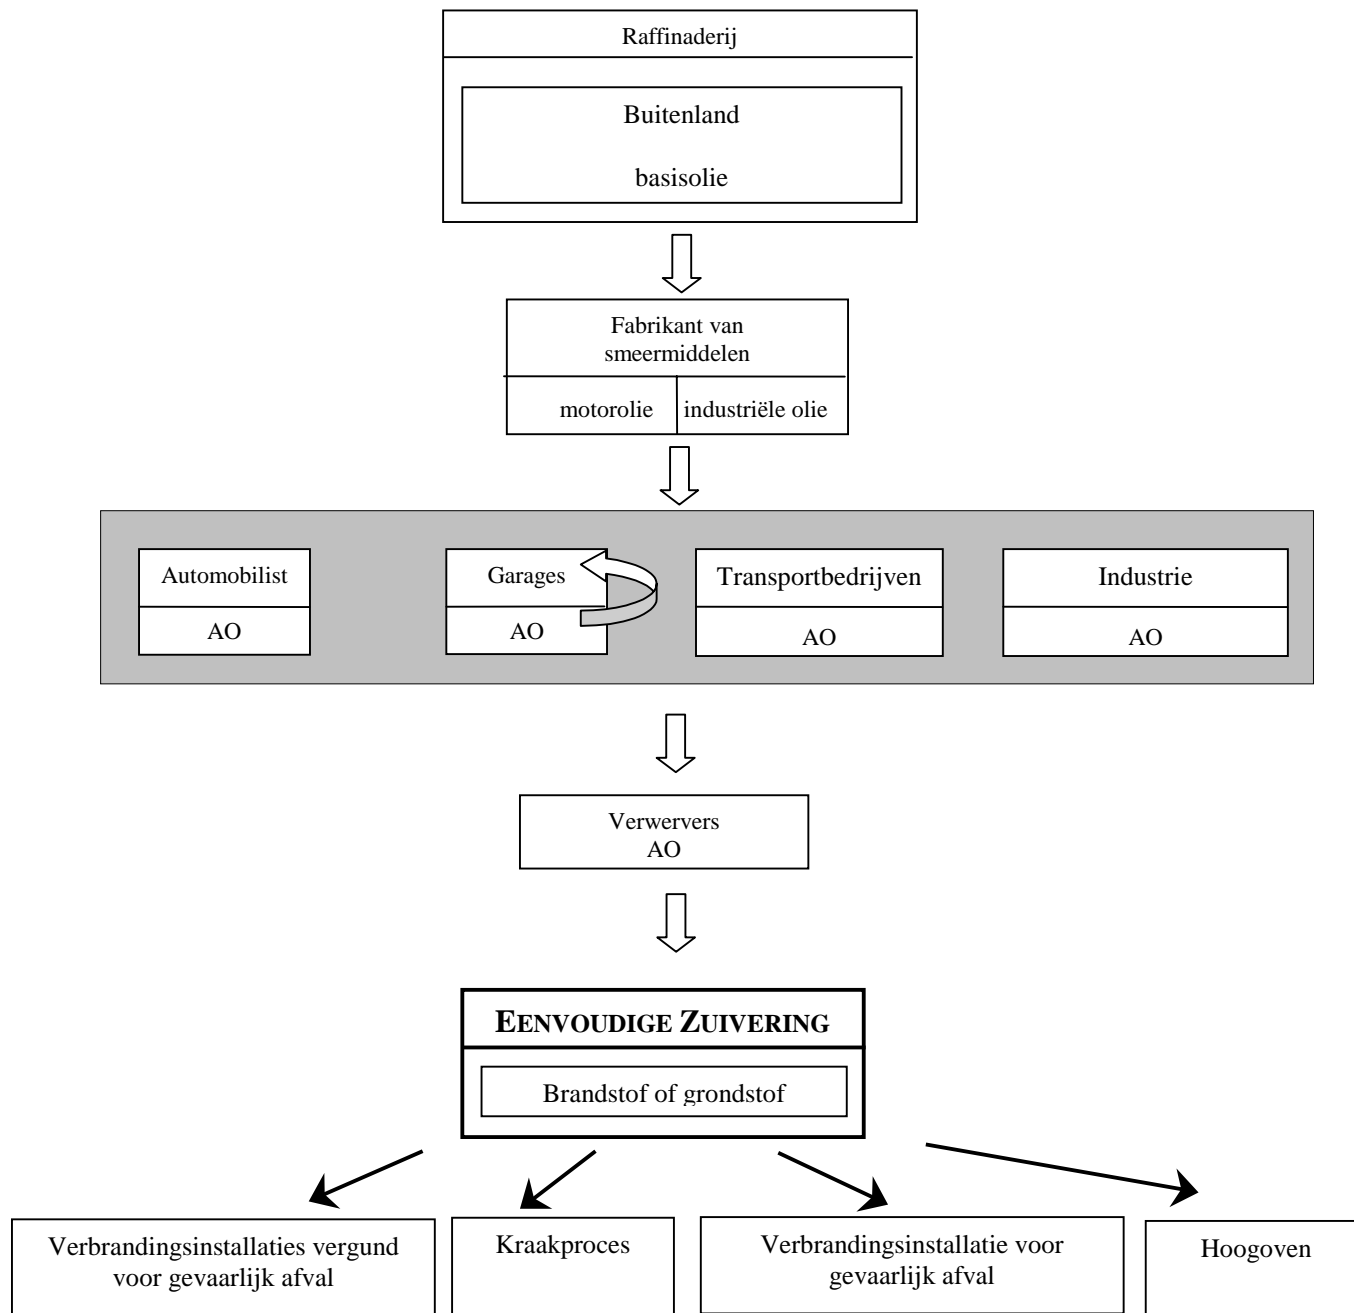 Raffinaderij
Buitenland
basisolie
Fabrikant van
smeermiddelen
motorolie
industriële olie
Automobilist
AO
Garages
AO
Transportbedrijven
AO
Industrie
AO
Verwervers
AO
EENVOUDIGE ZUIVERING
Brandstof of grondstof
Verbrandingsinstallaties vergund
voor gevaarlijk afval
Kraakproces
Verbrandingsinstallatie voor
gevaarlijk afval
Hoogoven